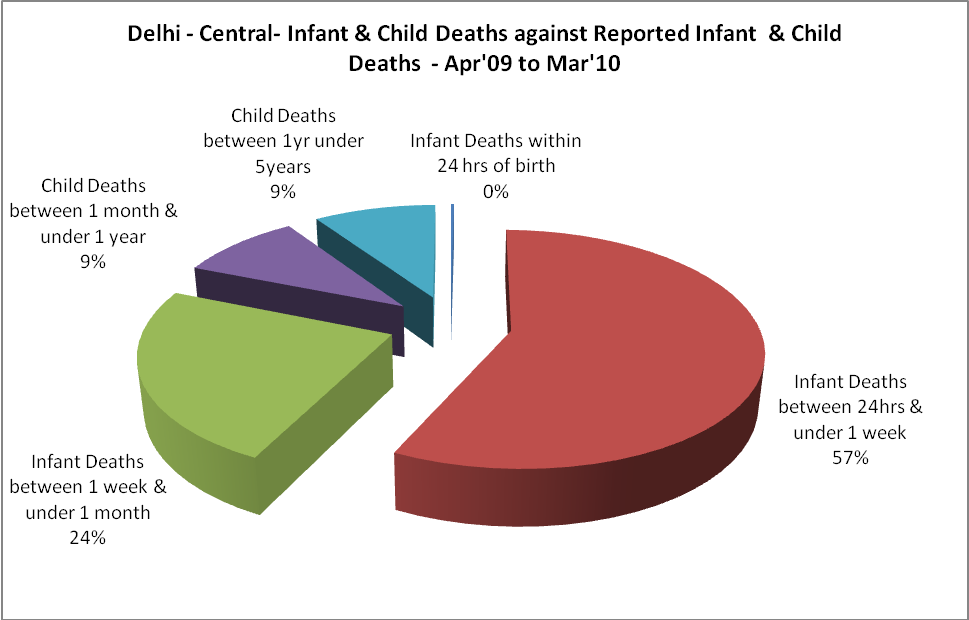 Delhi - Central- Infant & Child Deaths against Reported Infant & Child
Deaths - Apr'09 to Mar'10
Child Deaths
between 1yr under
5years
9%
Infant Deaths within
24 hrs of birth
0%
Child Deaths
between 1 month &
under 1 year
9%
Infant Deaths
between 24hrs &
under 1 week
57%
Infant Deaths
between 1 week &
under 1 month
24%